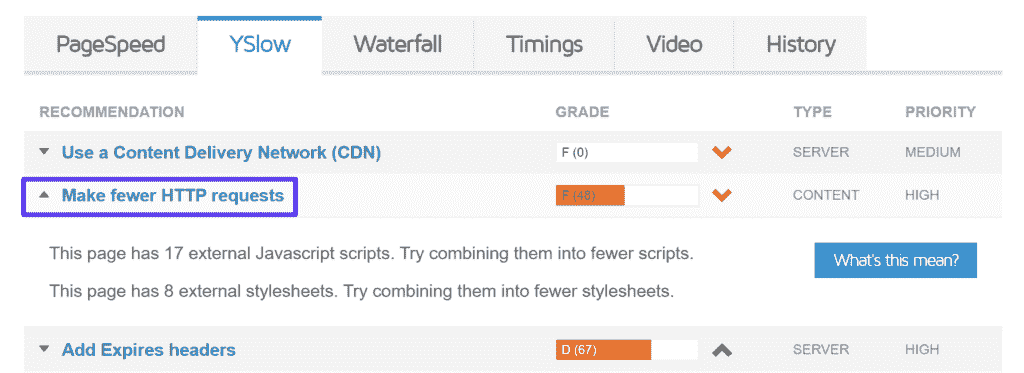 PageSpeed YSlow Waterfall Timings Video History
RECOMMENDATION GRADE TYPE PRIORITY
Use a Content Delivery Network (CDN) F (0) SERVER MEDIUM
Make fewer HTTP requests F (48) CONTENT HIGH
This page has 17 external Javascript scripts. Try combining them into fewer scripts.
What's this mean?
This page has 8 external stylesheets. Try combining them into fewer stylesheets.
Add Expires headers D (67) SERVER HIGH